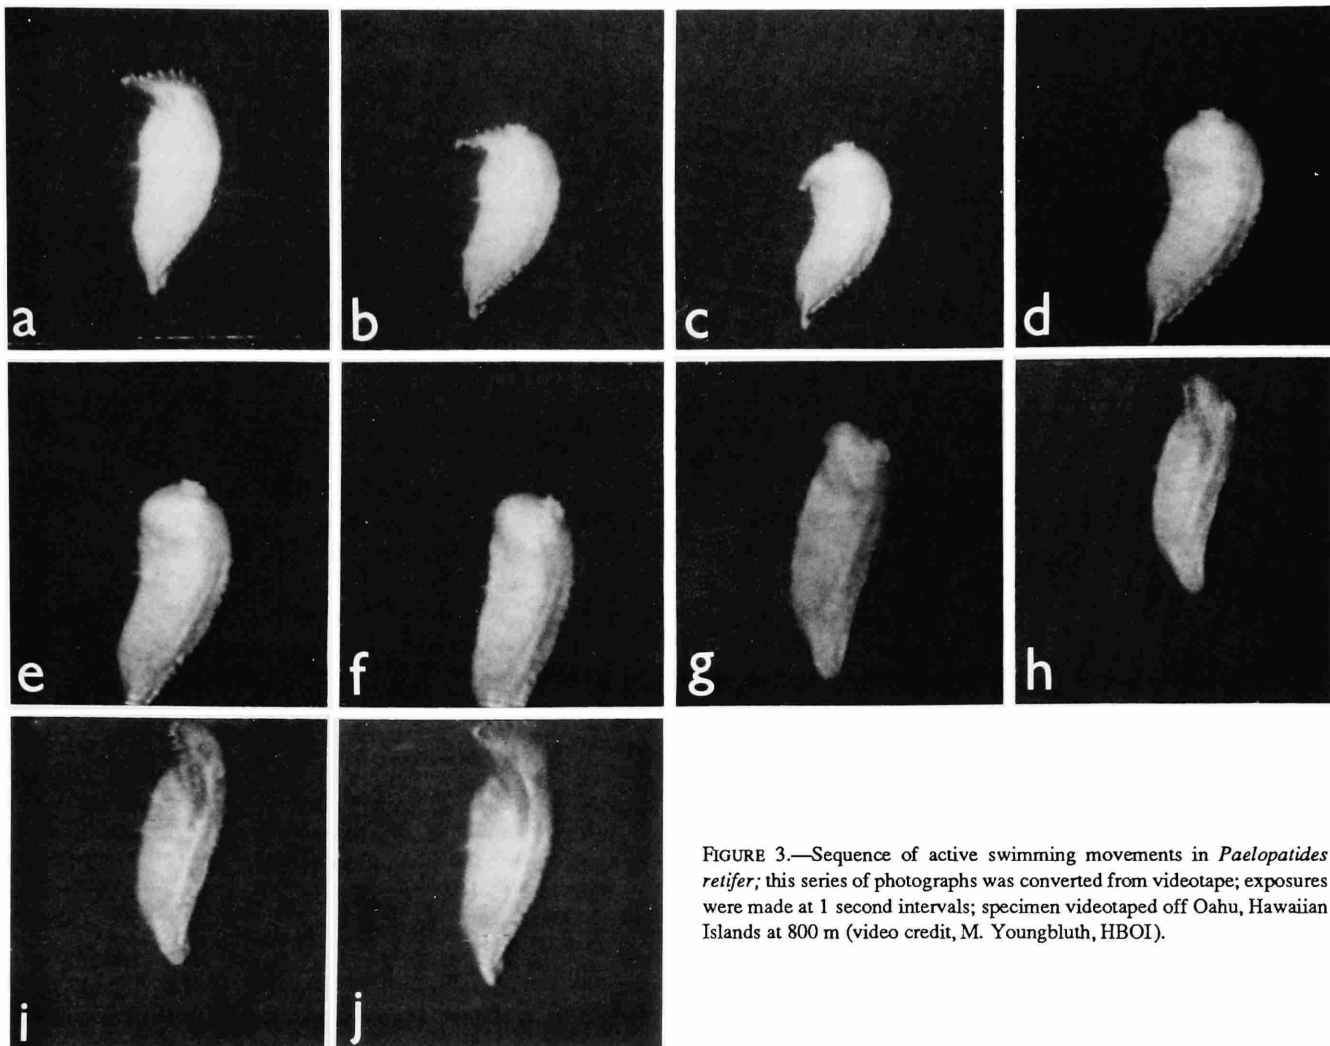 a
b
c
d
e
f
g
h
i
j
FIGURE 3.—Sequence of active swimming movements in Paelopatides
retifer; this series of photographs was converted from videotape; exposures
were made at 1 second intervals; specimen videotaped off Oahu, Hawaiian
Islands at 800 m (video credit, M. Youngbluth, HBOI).